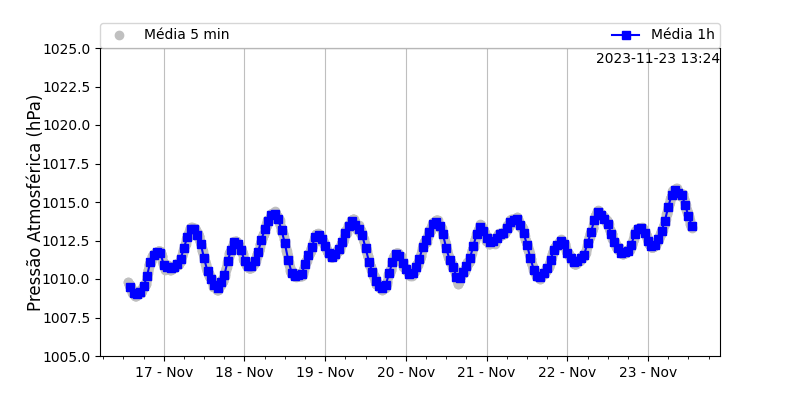 Média 5 min
Média 1h
2023-11-23 13:24
Pressão Atmosférica (hPa)
1025.0
1022.5
1020.0
1017.5
1015.0
1012.5
1010.0
1007.5
1005.0
17 - Nov
18 - Nov
19 - Nov
20 - Nov
21 - Nov
22 - Nov
23 - Nov